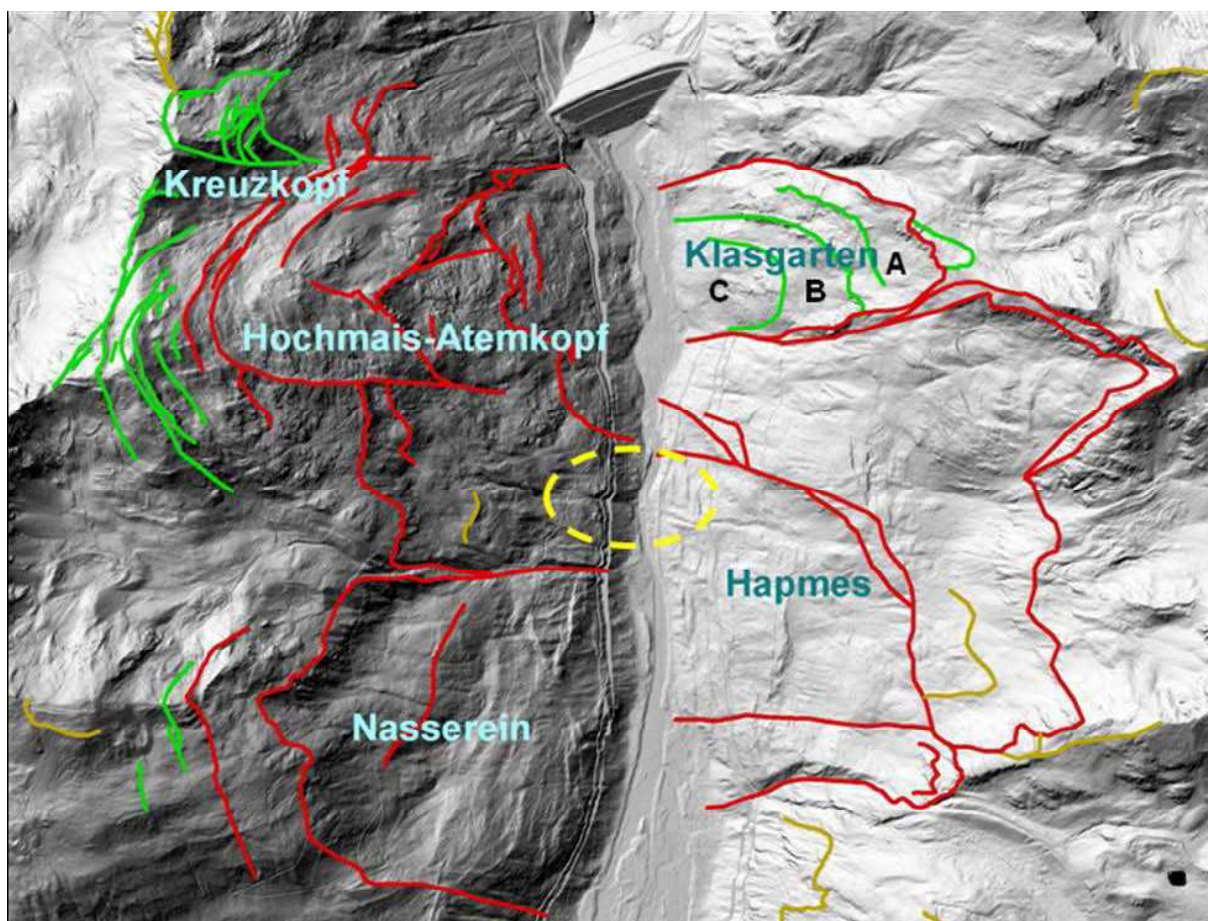 Kreuzkopf
Klasgarten
A
C
B
Hochmais-Atemkopf
Hapmes
Nasserein